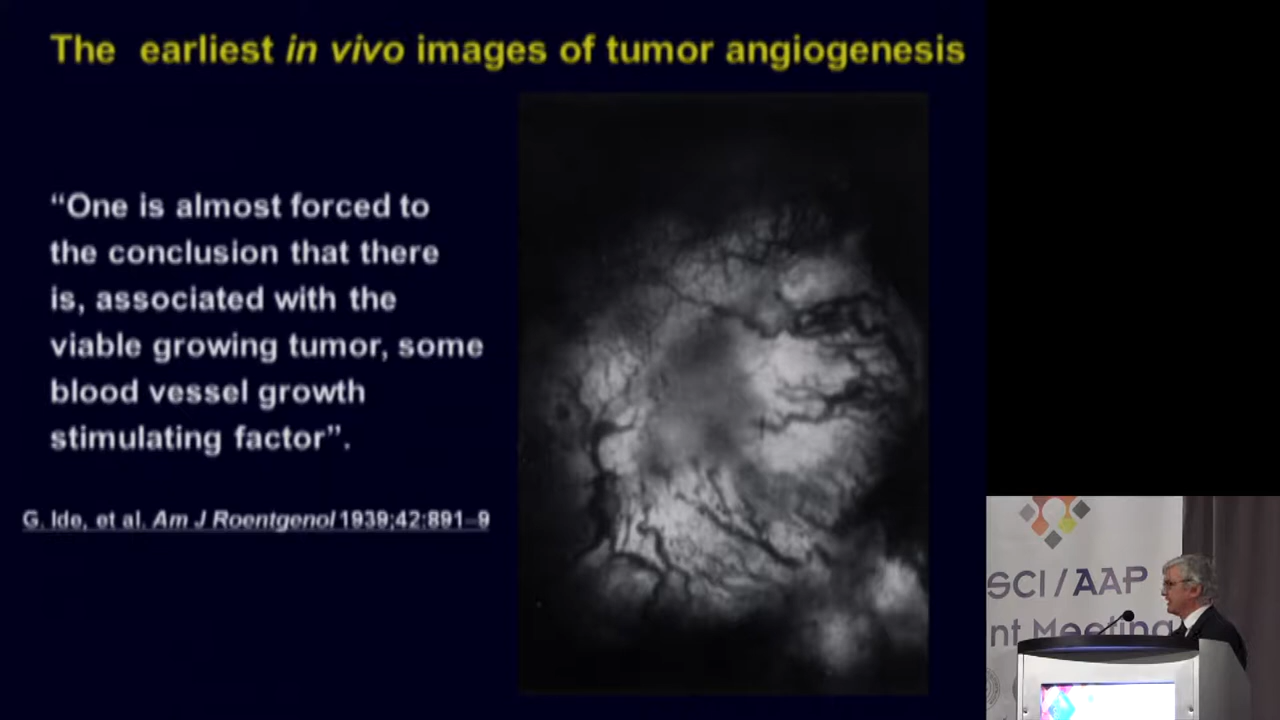 The earliest in vivo images of tumor angiogenesis
“One is almost forced to
the conclusion that there
is, associated with the
viable growing tumor, some
blood vessel growth
stimulating factor”.
G. Ide, et al. Am J Roentgenol 1939;42:891–9
SCI/AAP
nt Meeting